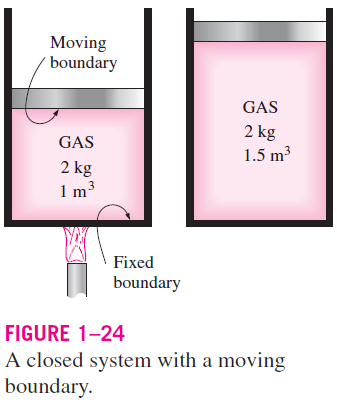 Moving
boundary
GAS
2 kg
1 m³
GAS
2 kg
1.5 m³
Fixed
boundary
FIGURE 1–24
A closed system with a moving
boundary.